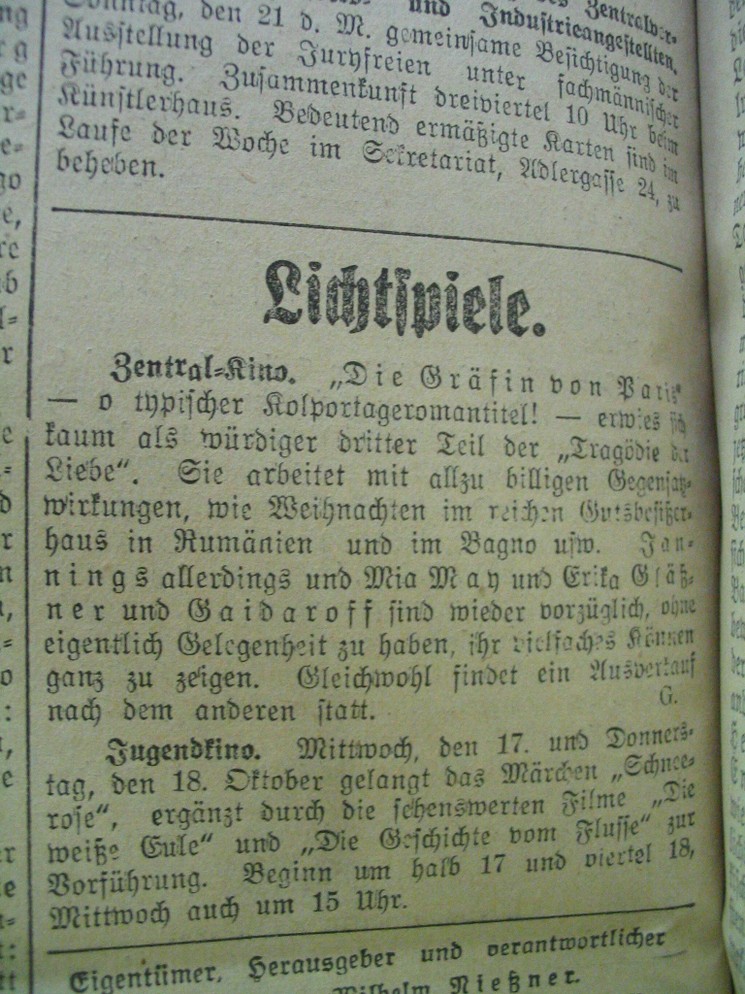 Zentralver-
Sonntag, den 21 d. M. gemeinsame Besichtigung der
und Industrieangestellten.
Ausstellung der Juryfreien unter fachmännischer
Führung. Zusammenkunft dreiviertel 10 Uhr beim
Künstlerhaus. Bedeutend ermäßigte Karten sind im
Laufe der Woche im Sekretariat, Adlergasse 24, zu
beheben.
Lichtspiele.
Zentral-Kino. „Die Gräfin von Paris“
— o typischer Kolportageromantitel! — erwies sich
kaum als würdiger dritter Teil der „Tragödie der
Liebe“. Sie arbeitet mit allzu billigen Gegensatz-
wirkungen, wie Weihnachten im reichen Gutsbesitzer-
haus in Rumänien und im Bagno usw. Jan-
nings allerdings und Mia May und Erika Gläß-
ner und Gaidaroff sind wieder vorzüglich, ohne
eigentlich Gelegenheit zu haben, ihr vielfaches Können
ganz zu zeigen. Gleichwohl findet ein Ausverkauf
nach dem anderen statt. G.
Jugendkino. Mittwoch, den 17. und Donners-
tag, den 18. Oktober gelangt das Märchen „Schnee-
rose“, ergänzt durch die sehenswerten Filme „Die
weiße Eule“ und „Die Geschichte vom Flusse“ zur
Vorführung. Beginn um halb 17 und viertel 18,
Mittwoch auch um 15 Uhr.
Eigentümer, Herausgeber und verantwortlicher
Wilhelm Nießner.